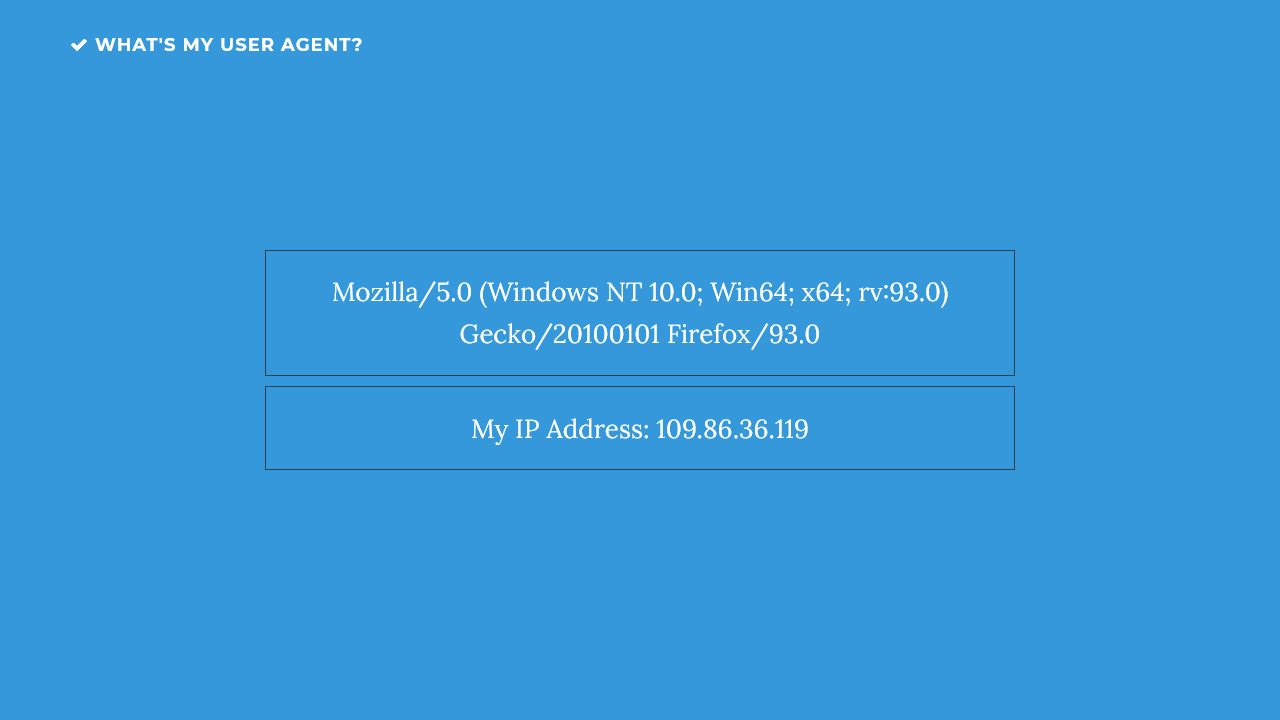 WHAT'S MY USER AGENT?
Mozilla/5.0 (Windows NT 10.0; Win64; x64; rv:93.0)
Gecko/20100101 Firefox/93.0
My IP Address: 109.86.36.119